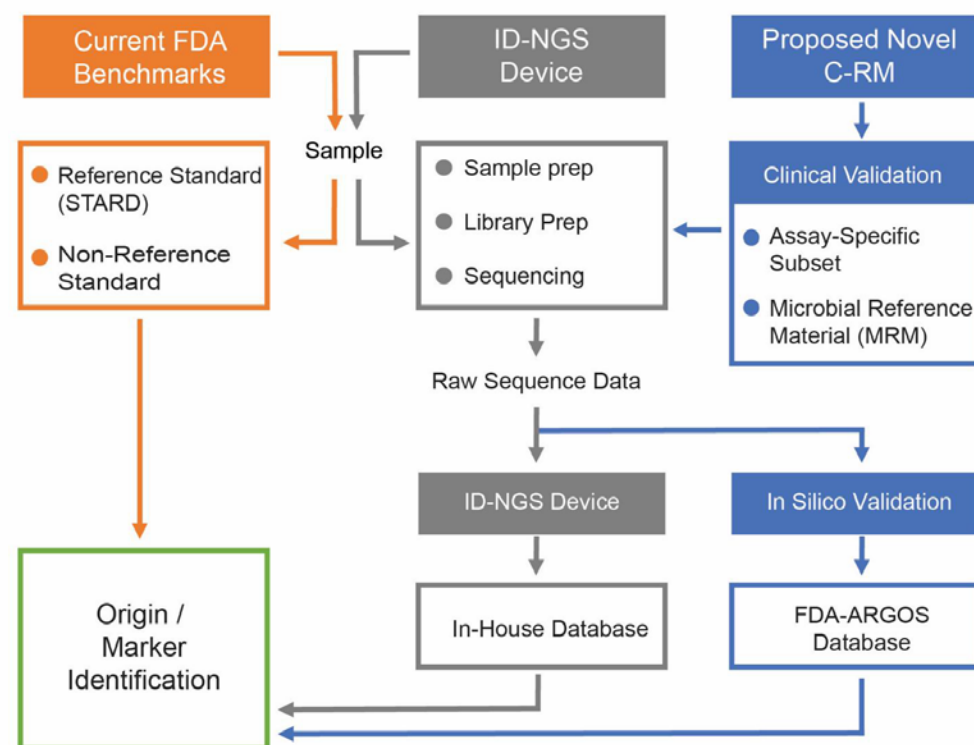 Current FDA
Benchmarks
ID-NGS
Device
Proposed Novel
C-RM
Sample
Reference Standard
(STARD)
Non-Reference
Standard
Sample prep
Library Prep
Sequencing
Clinical Validation
Assay-Specific
Subset
Microbial Reference
Material (MRM)
Raw Sequence Data
ID-NGS Device
In Silico Validation
Origin /
Marker
Identification
In-House Database
FDA-ARGOS
Database